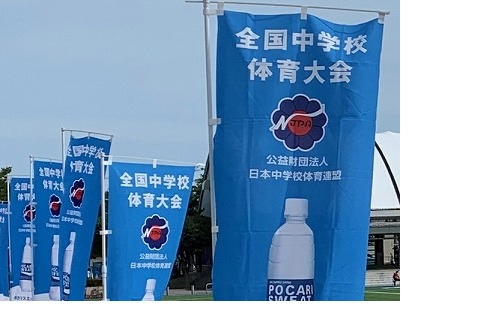 全国中学校
体育大会
N JPA
公益財団法人
日本中学校体育連盟
POCARI
SWEAT
全国中学校
体育大会
公益財団法人
日本中学校体育連盟